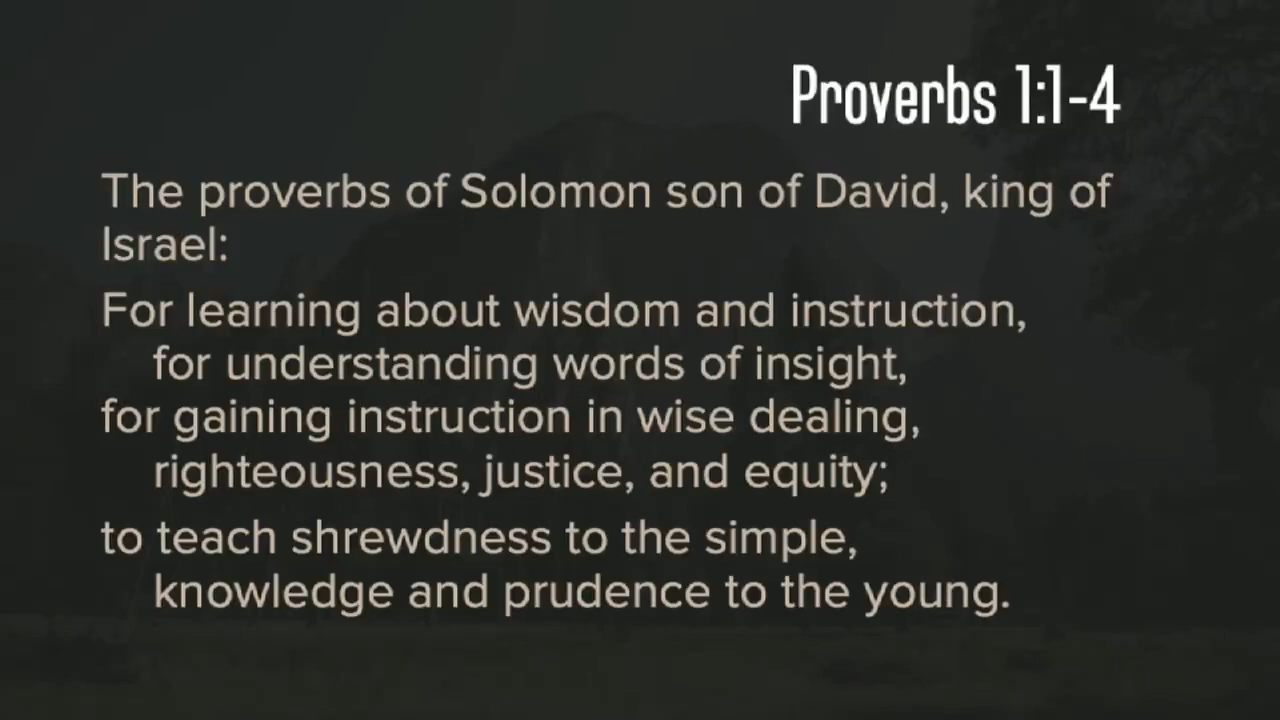 Proverbs 1:1-4
The proverbs of Solomon son of David, king of
Israel:
For learning about wisdom and instruction,
for understanding words of insight,
for gaining instruction in wise dealing,
righteousness, justice, and equity;
to teach shrewdness to the simple,
knowledge and prudence to the young.